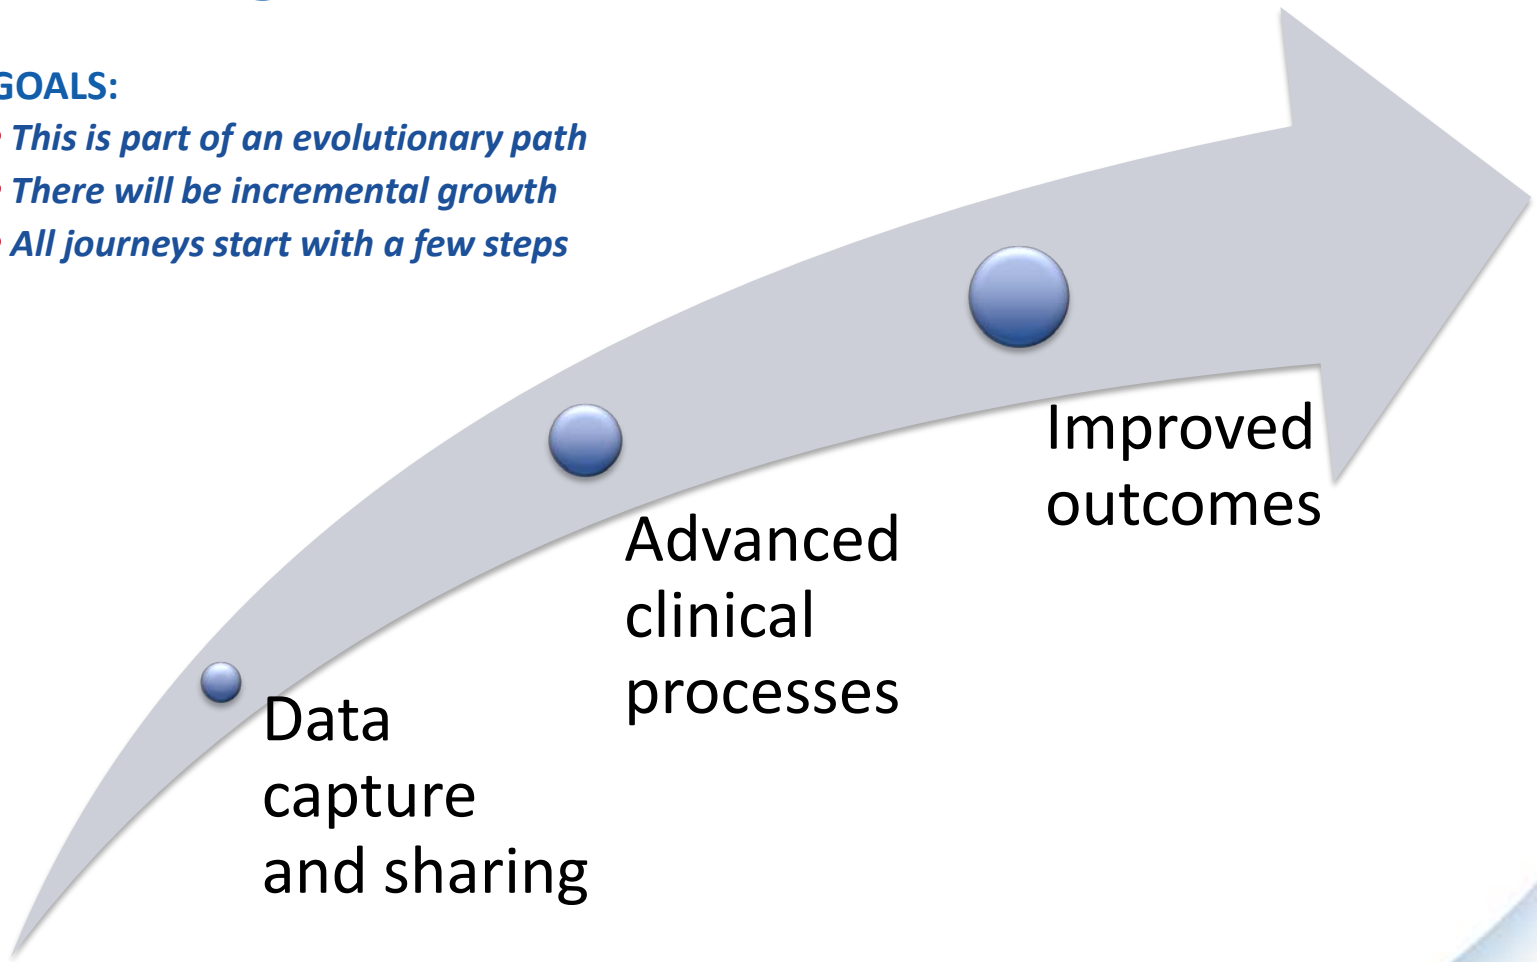 GOALS:
• This is part of an evolutionary path
• There will be incremental growth
• All journeys start with a few steps
Improved
outcomes
Advanced
clinical
processes
Data
capture
and sharing